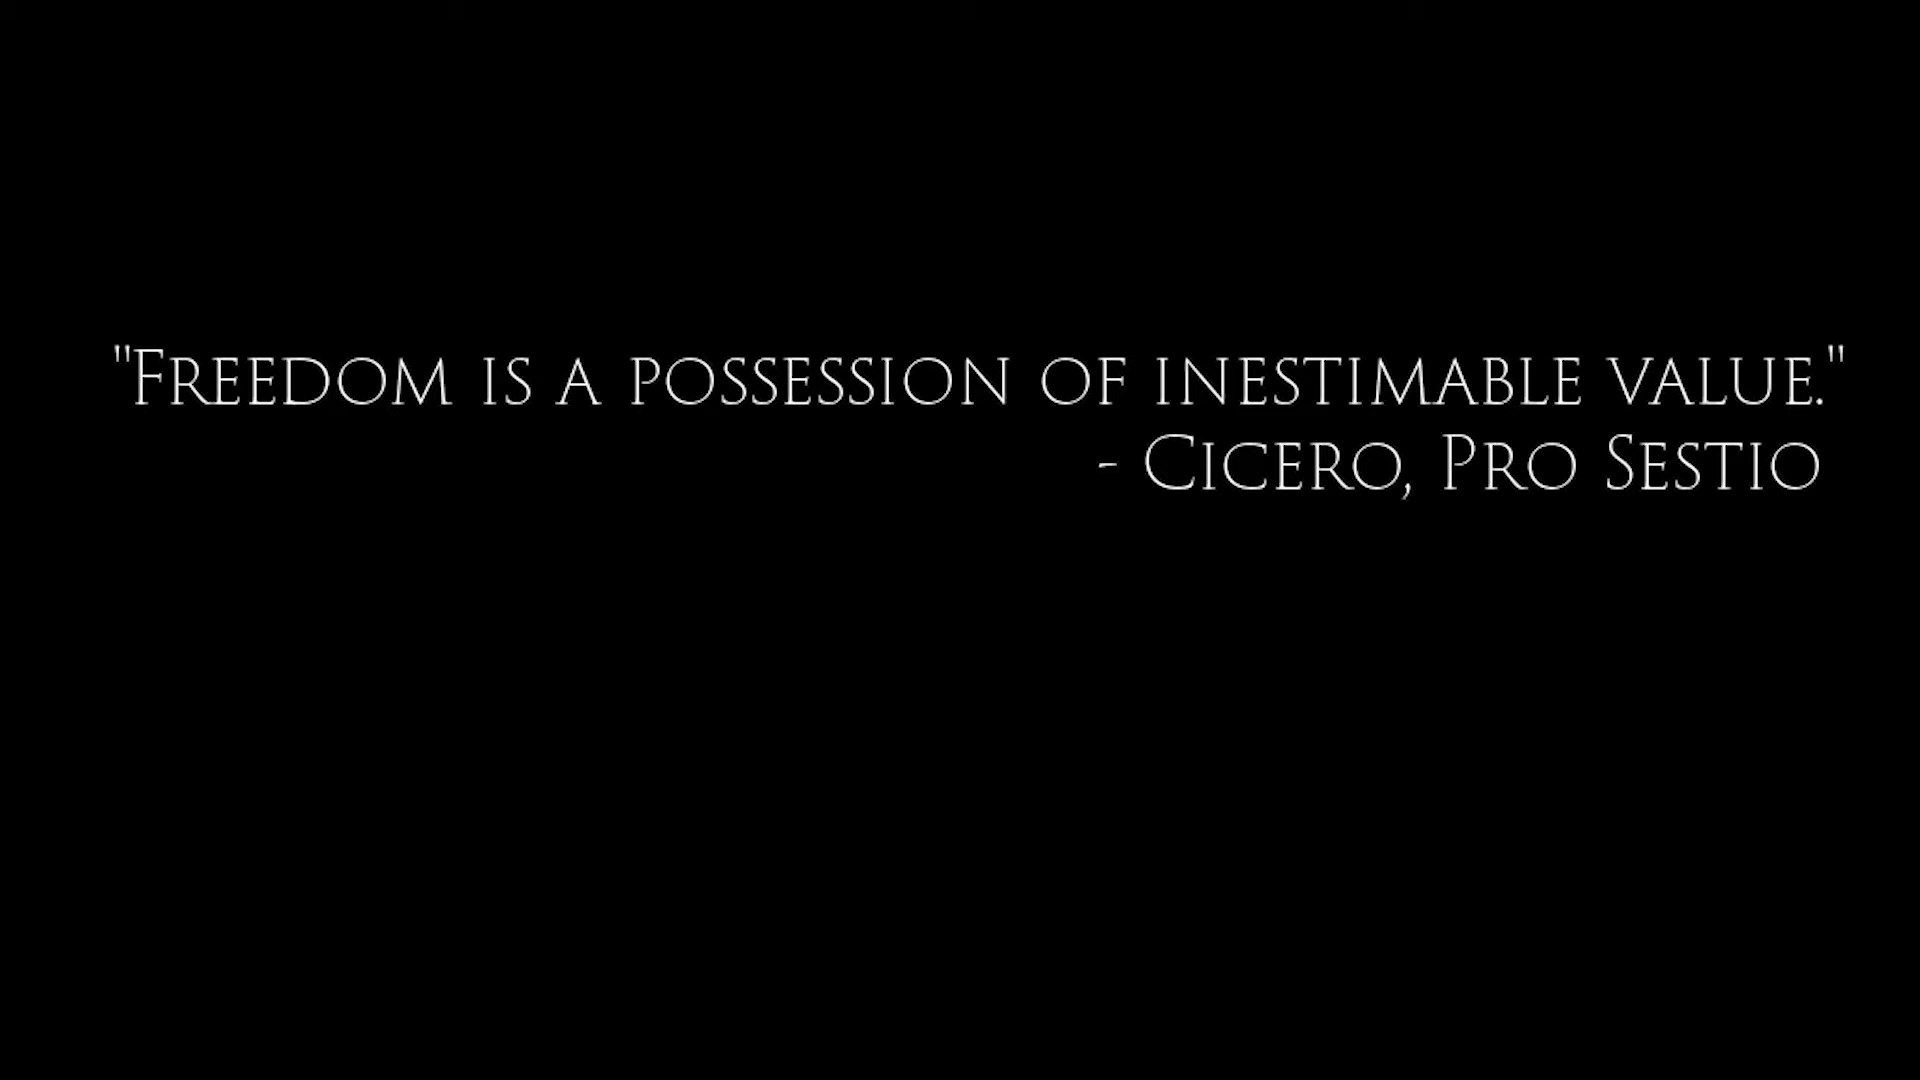 "Freedom is a possession of inestimable value."
- Cicero, Pro Sestio